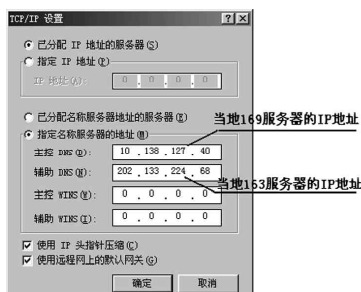 TCP/IP 设置
已分配 IP 地址的服务器(S)
指定 IP 地址(P)
IP 地址(A): 0 . 0 . 0 . 0
已分配名称服务器地址的服务器(E)
指定名称服务器的地址(M)
当地169服务器的IP地址
主控 DNS(D): 10 .138 .127 . 40
辅助 DNS(N): 202 .133 .224 . 68
当地163服务器的IP地址
主控 WINS(W): 0 . 0 . 0 . 0
辅助 WINS(I): 0 . 0 . 0 . 0
使用 IP 头指针压缩(C)
使用远程网上的默认网关(G)
确定 取消